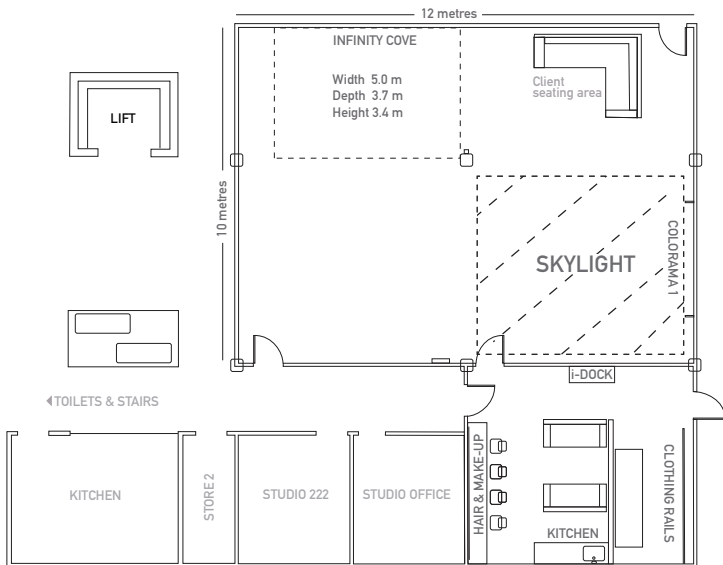 12 metres
INFINITY COVE
Width 5.0 m
Depth 3.7 m
Height 3.4 m
Client
seating area
LIFT
10 metres
SKYLIGHT
COLORAMA 1
i-DOCK
TOILETS & STAIRS
KITCHEN
STORE 2
STUDIO 222
STUDIO OFFICE
HAIR & MAKE-UP
KITCHEN
CLOTHING RAILS